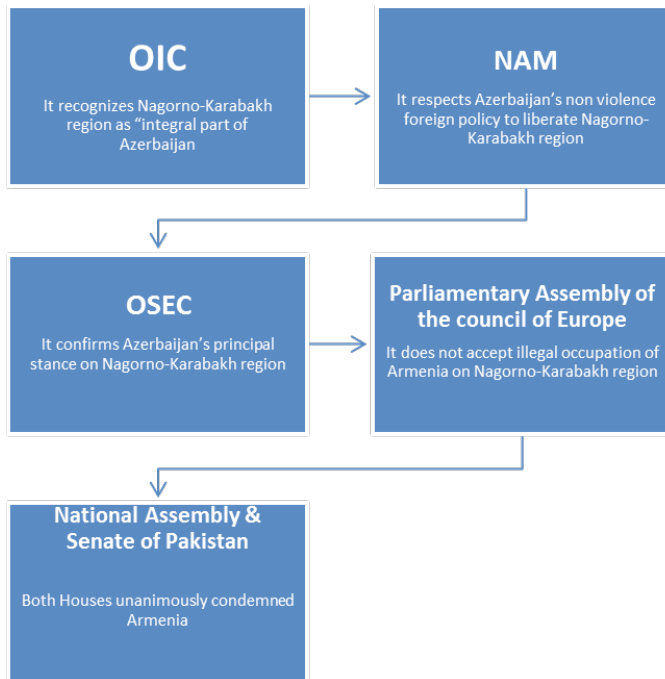 OIC
It recognizes Nagorno-Karabakh
region as “integral part of
Azerbaijan
NAM
It respects Azerbaijan’s non violence
foreign policy to liberate Nagorno-
Karabakh region
OSEC
It confirms Azerbaijan’s principal
stance on Nagorno-Karabakh region
Parliamentary Assembly of
the council of Europe
It does not accept illegal occupation of
Armenia on Nagorno-Karabakh region
National Assembly &
Senate of Pakistan
Both Houses unanimously condemned
Armenia